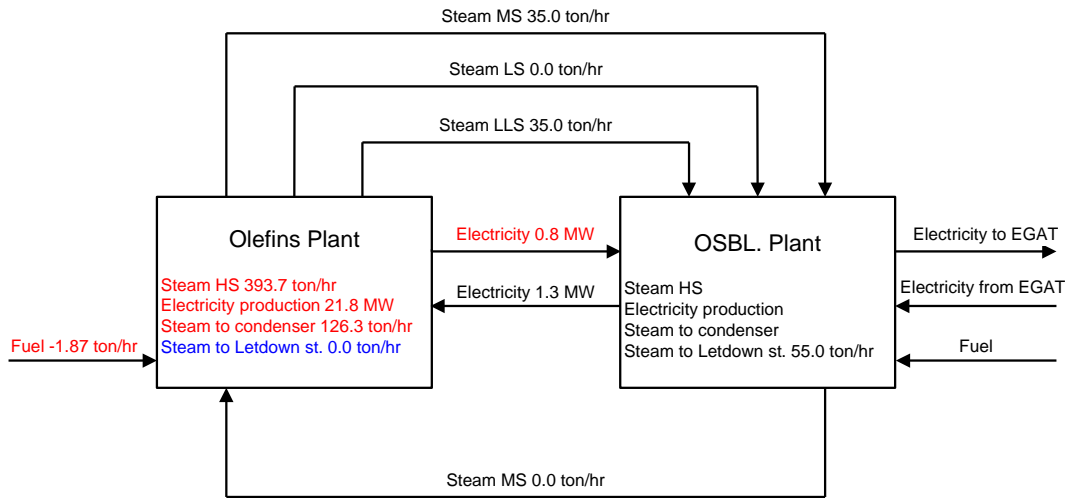 Steam MS 35.0 ton/hr
Steam LS 0.0 ton/hr
Steam LLS 35.0 ton/hr
Olefins Plant
Steam HS 393.7 ton/hr
Electricity production 21.8 MW
Steam to condenser 126.3 ton/hr
Steam to Letdown st. 0.0 ton/hr
Fuel -1.87 ton/hr
Electricity 0.8 MW
Electricity 1.3 MW
OSBL. Plant
Steam HS
Electricity production
Steam to condenser
Steam to Letdown st. 55.0 ton/hr
Electricity to EGAT
Electricity from EGAT
Fuel
Steam MS 0.0 ton/hr